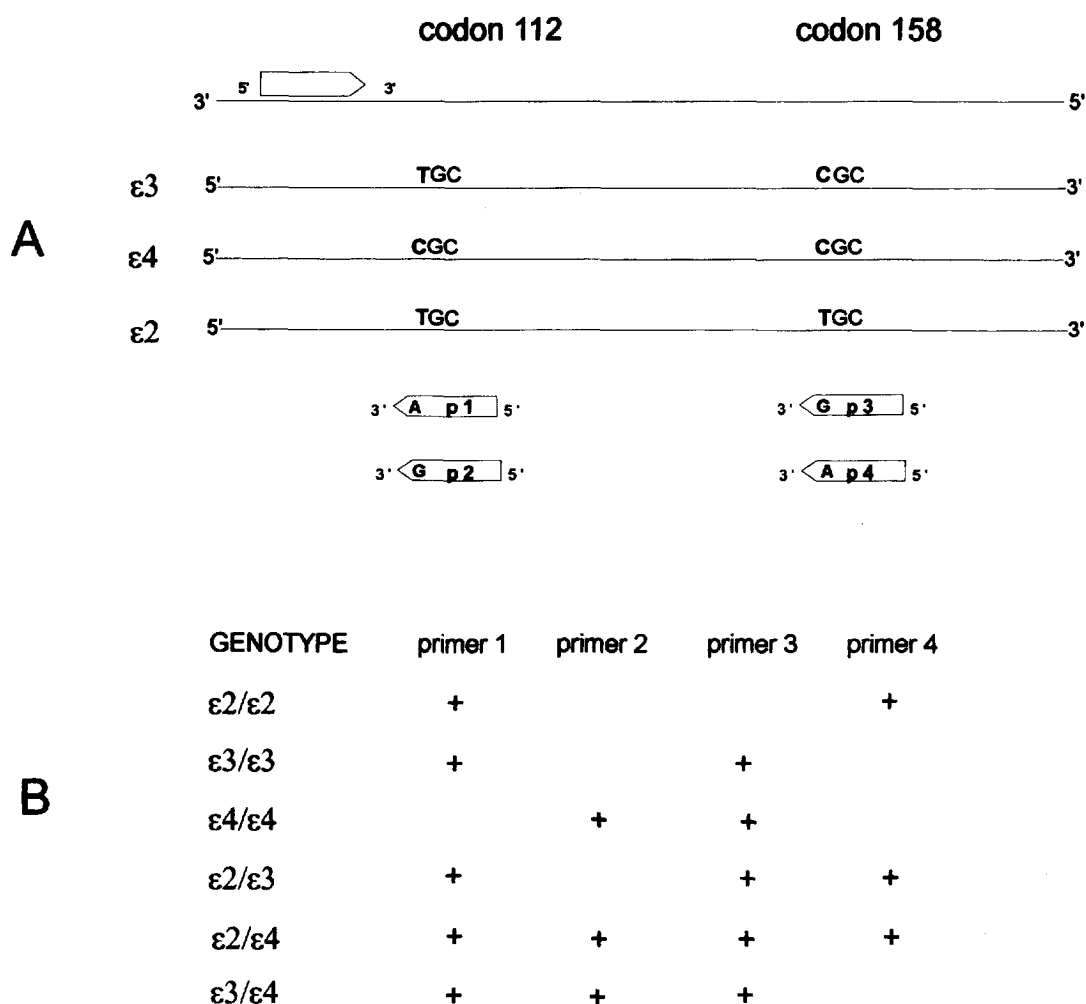 codon 112 codon 158
5' 3'
3' 5'
ε3 5' TGC CGC 3'
A
ε4 5' CGC CGC 3'
ε2 5' TGC TGC 3'
3' A p1 5' 3' G p3 5'
3' G p2 5' 3' A p4 5'
GENOTYPE primer 1 primer 2 primer 3 primer 4
ε2/ε2 + +
ε3/ε3 + +
B
ε4/ε4 + +
ε2/ε3 + + +
ε2/ε4 + + + +
ε3/ε4 + + +